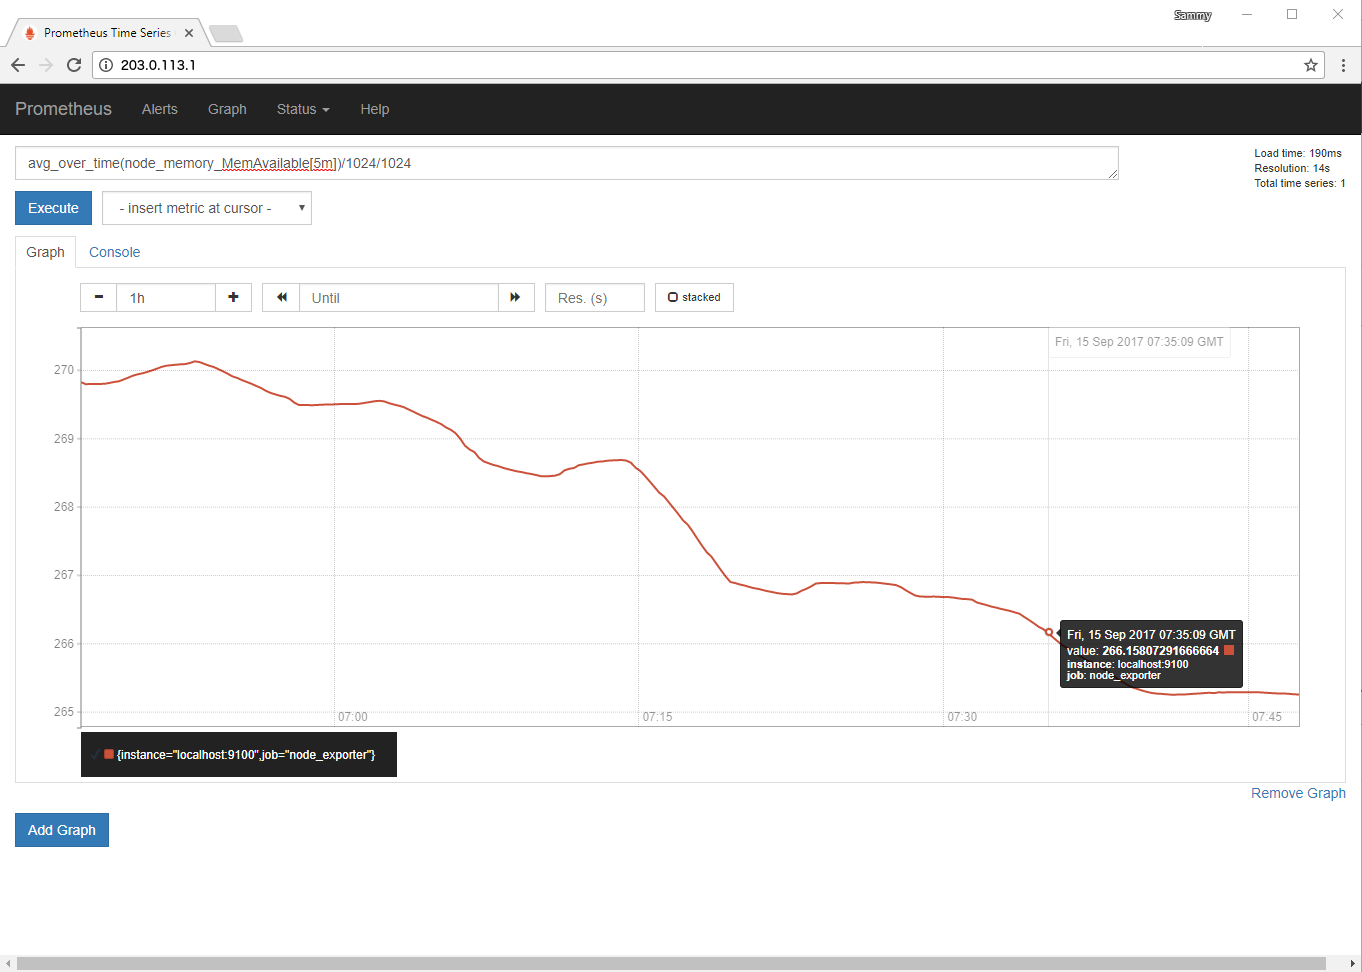 Sammy
Prometheus Time Series
203.0.113.1
Prometheus Alerts Graph Status Help
avg_over_time(node_memory_MemAvailable[5m])/1024/1024
Load time: 190ms
Resolution: 14s
Total time series: 1
Execute - insert metric at cursor -
Graph Console
1h Until Res. (s) stacked
Fri, 15 Sep 2017 07:35:09 GMT
270
269
268
267
266
265
Fri, 15 Sep 2017 07:35:09 GMT
value: 266.15807291666664
instance: localhost:9100
job: node_exporter
07:00 07:15 07:30 07:45
{instance="localhost:9100",job="node_exporter"}
Remove Graph
Add Graph